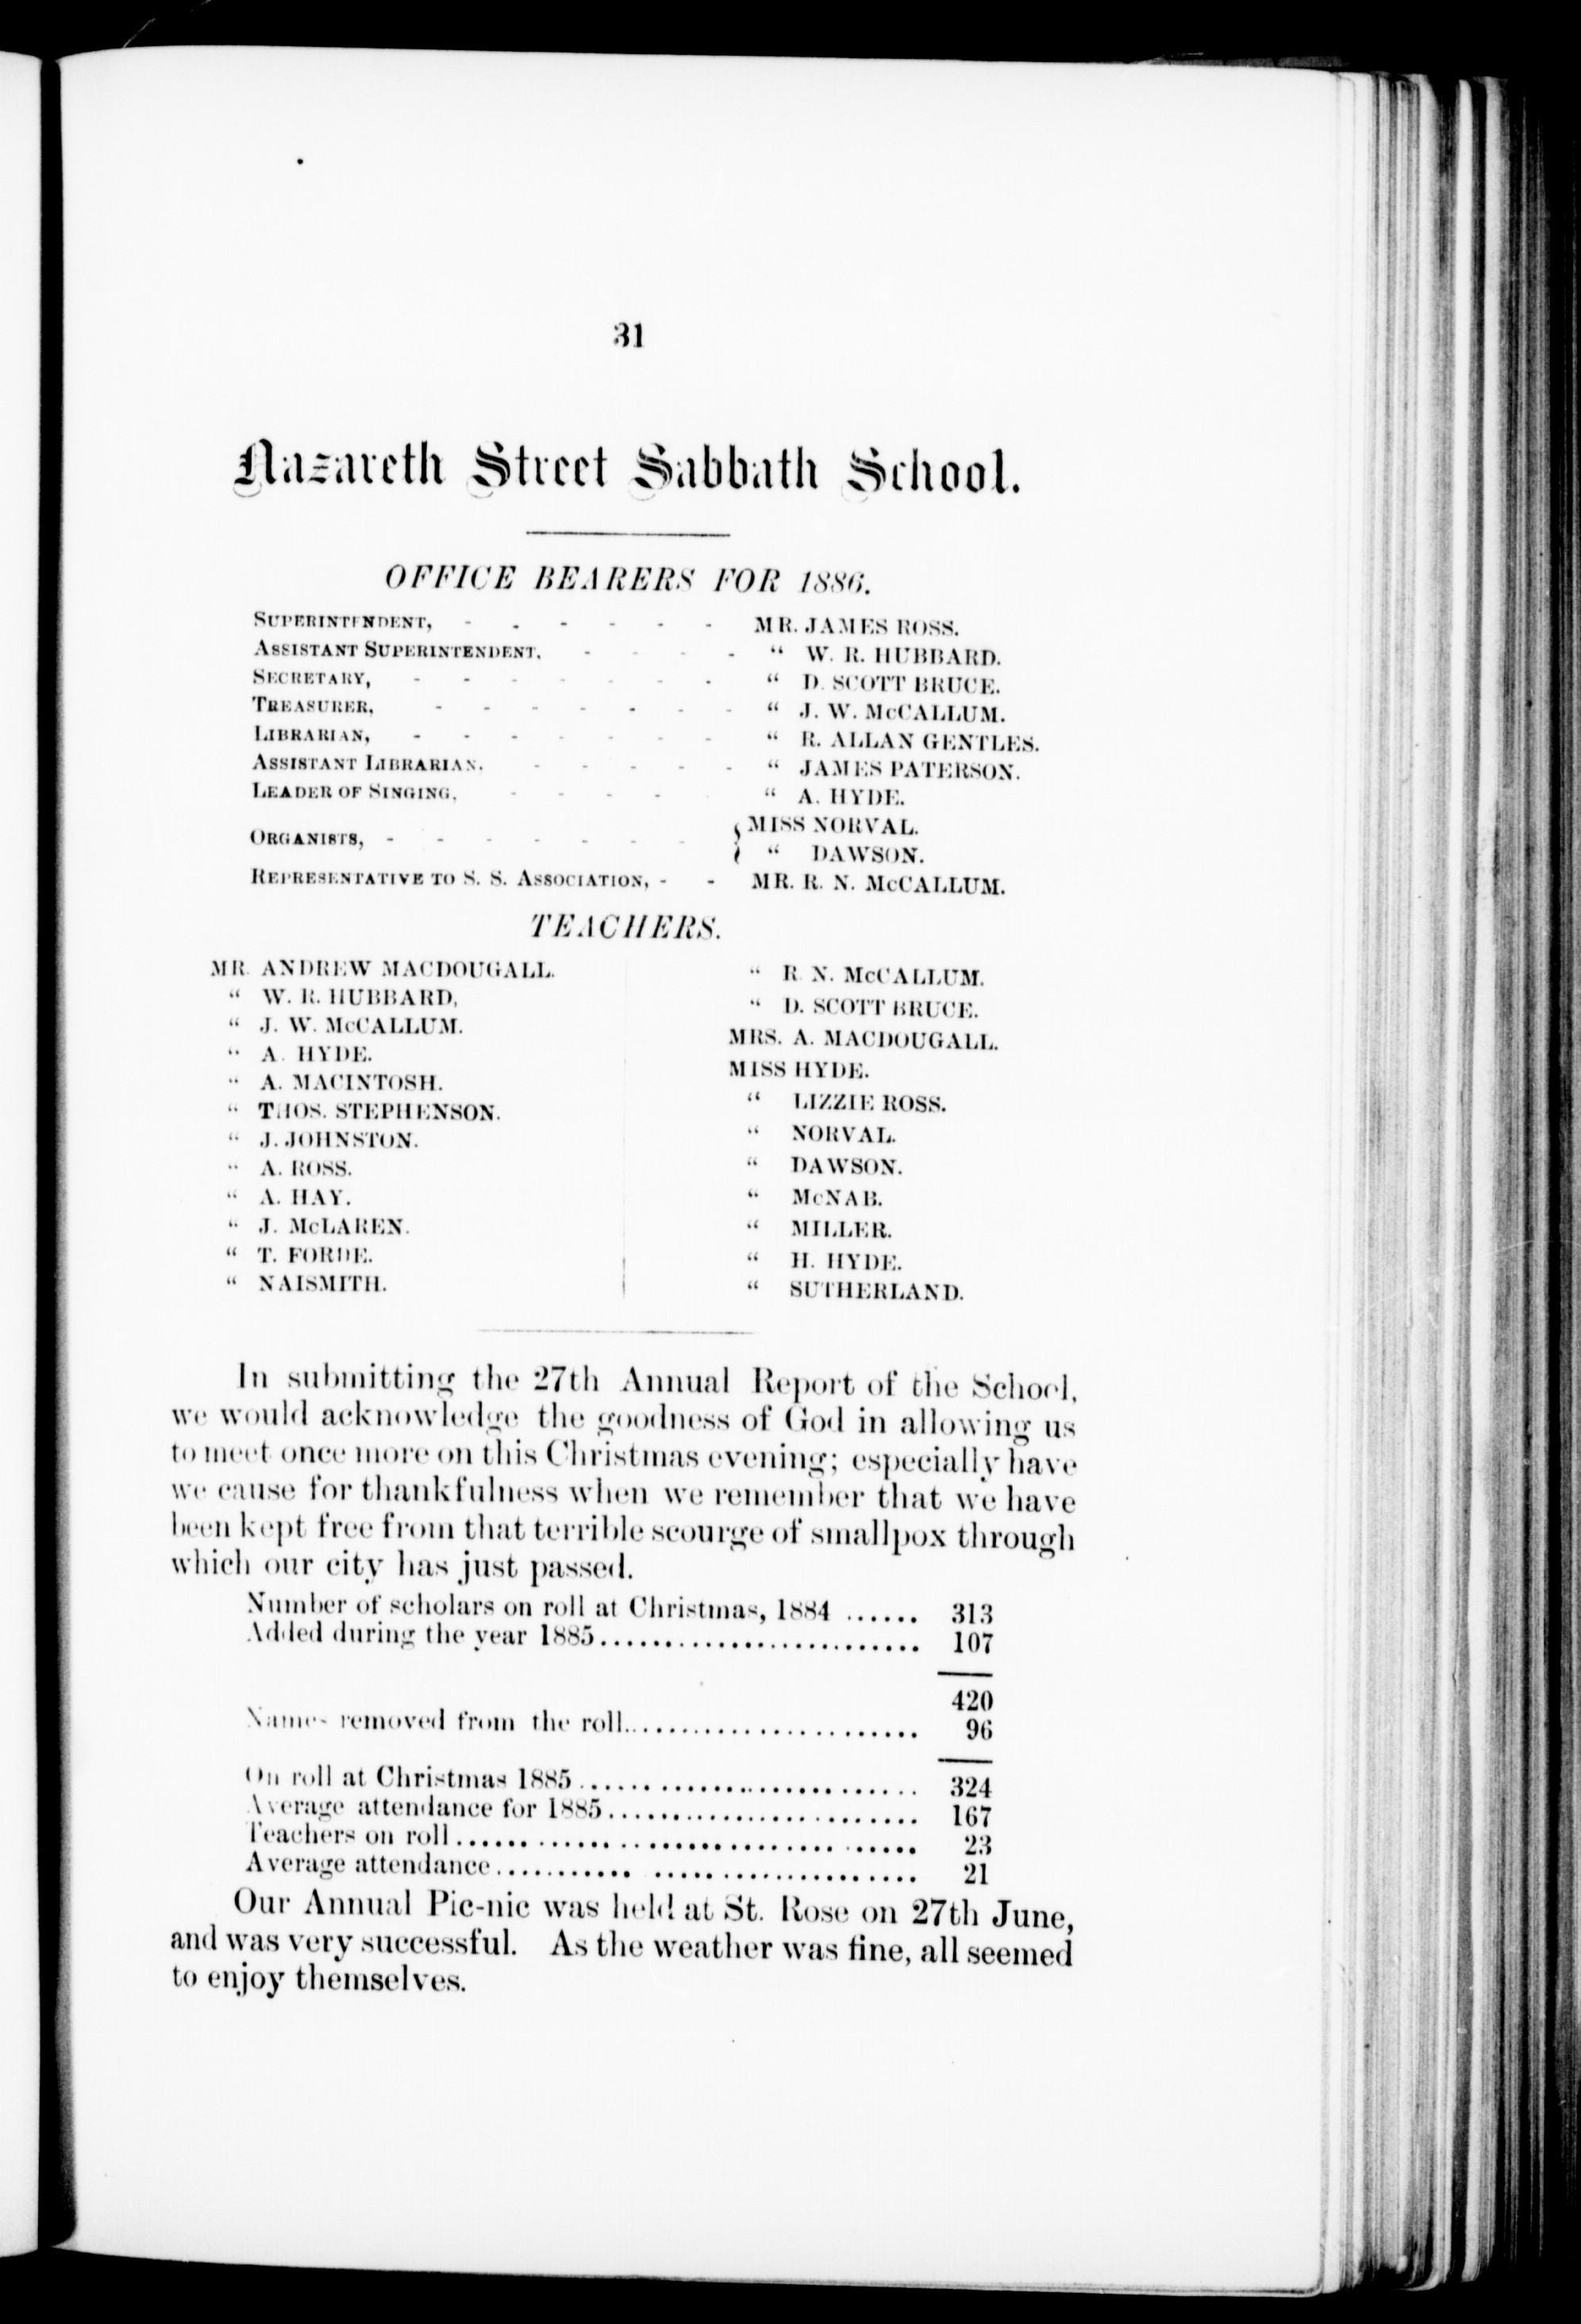 31
Nazareth Street Sabbath School.
OFFICE BEARERS FOR 1886.
SUPERINTENDENT, - - - - - - MR. JAMES ROSS.
ASSISTANT SUPERINTENDENT, - - - - " W. R. HUBBARD.
SECRETARY, - - - - - - - " D. SCOTT BRUCE.
TREASURER, - - - - - - - " J. W. McCALLUM.
LIBRARIAN, - - - - - - - " R. ALLAN GENTLES.
ASSISTANT LIBRARIAN. - - - - - " JAMES PATERSON.
LEADER OF SINGING, - - - - " A. HYDE.
ORGANISTS, - - - - - - - { MISS NORVAL.
" DAWSON.
REPRESENTATIVE TO S. S. ASSOCIATION, - - MR. R. N. McCALLUM.
TEACHERS.
MR. ANDREW MACDOUGALL.
" W. R. HUBBARD,
" J. W. McCALLUM.
" A. HYDE.
" A. MACINTOSH.
" THOS. STEPHENSON.
" J. JOHNSTON.
" A. ROSS.
" A. HAY.
" J. McLAREN.
" T. FORDE.
" NAISMITH.
" R. N. McCALLUM.
" D. SCOTT BRUCE.
MRS. A. MACDOUGALL.
MISS HYDE.
" LIZZIE ROSS.
" NORVAL.
" DAWSON.
" McNAB.
" MILLER.
" H. HYDE.
" SUTHERLAND.
In submitting the 27th Annual Report of the School,
we would acknowledge the goodness of God in allowing us
to meet once more on this Christmas evening; especially have
we cause for thankfulness when we remember that we have
been kept free from that terrible scourge of smallpox through
which our city has just passed.
Number of scholars on roll at Christmas, 1884 ...... 313
Added during the year 1885......................... 107
420
Names removed from the roll....................... 96
On roll at Christmas 1885.......................... 324
Average attendance for 1885........................ 167
Teachers on roll................................... 23
Average attendance................................ 21
Our Annual Pic-nic was held at St. Rose on 27th June,
and was very successful. As the weather was fine, all seemed
to enjoy themselves.